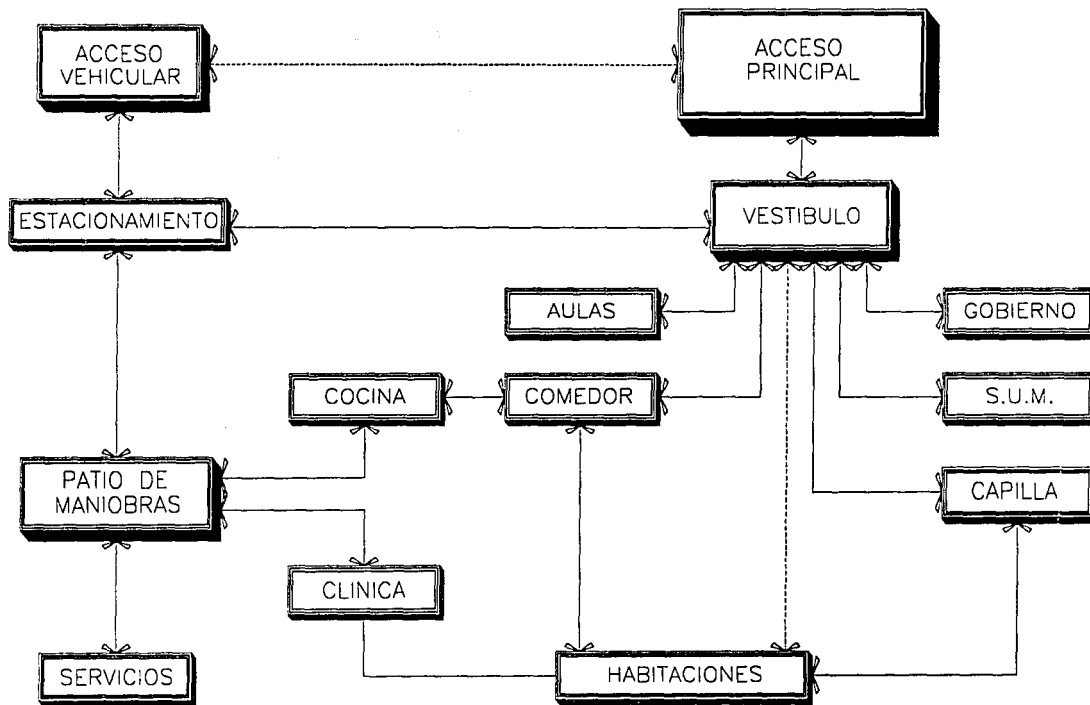 ACCESO
VEHICULAR
ACCESO
PRINCIPAL
ESTACIONAMIENTO
VESTIBULO
AULAS
GOBIERNO
COCINA
COMEDOR
S.U.M.
PATIO DE
MANIOBRAS
CAPILLA
CLINICA
SERVICIOS
HABITACIONES